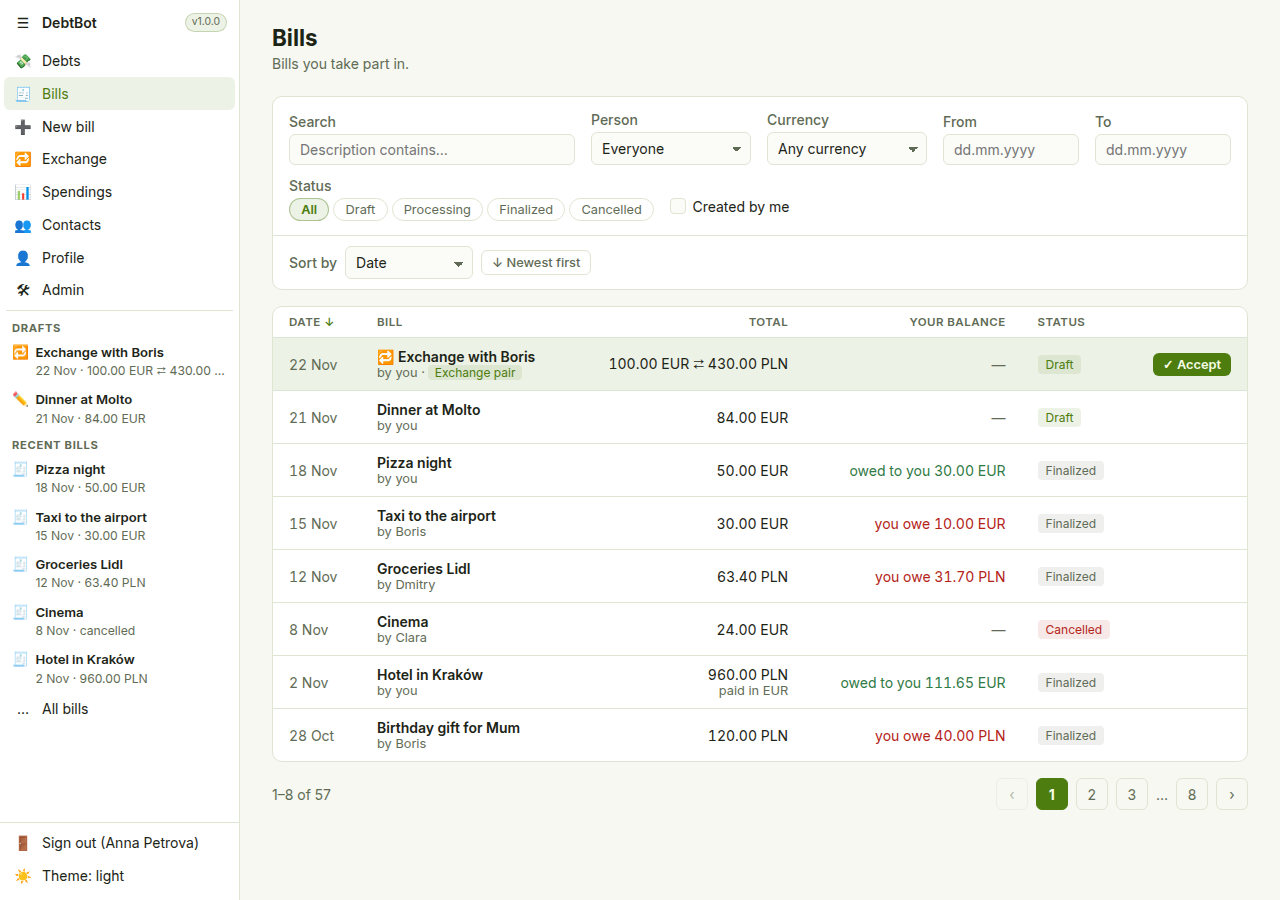 ☰ DebtBot v1.0.0
💸 Debts
🧾 Bills
➕ New bill
🔁 Exchange
📊 Spendings
👥 Contacts
👤 Profile
🛠 Admin
DRAFTS
🔁 Exchange with Boris
22 Nov · 100.00 EUR ⇄ 430.00 ...
✏️ Dinner at Molto
21 Nov · 84.00 EUR
RECENT BILLS
🧾 Pizza night
18 Nov · 50.00 EUR
🧾 Taxi to the airport
15 Nov · 30.00 EUR
🧾 Groceries Lidl
12 Nov · 63.40 PLN
🧾 Cinema
8 Nov · cancelled
🧾 Hotel in Kraków
2 Nov · 960.00 PLN
... All bills
🚪 Sign out (Anna Petrova)
☀️ Theme: light
Bills
Bills you take part in.
Search Person Currency From To
Description contains... Everyone Any currency dd.mm.yyyy dd.mm.yyyy
Status
All Draft Processing Finalized Cancelled Created by me
Sort by Date ↓ Newest first
DATE ↓ BILL TOTAL YOUR BALANCE STATUS
22 Nov 🔁 Exchange with Boris 100.00 EUR ⇄ 430.00 PLN — Draft ✓ Accept
by you · Exchange pair
21 Nov Dinner at Molto 84.00 EUR — Draft
by you
18 Nov Pizza night 50.00 EUR owed to you 30.00 EUR Finalized
by you
15 Nov Taxi to the airport 30.00 EUR you owe 10.00 EUR Finalized
by Boris
12 Nov Groceries Lidl 63.40 PLN you owe 31.70 PLN Finalized
by Dmitry
8 Nov Cinema 24.00 EUR — Cancelled
by Clara
2 Nov Hotel in Kraków 960.00 PLN owed to you 111.65 EUR Finalized
by you paid in EUR
28 Oct Birthday gift for Mum 120.00 PLN you owe 40.00 PLN Finalized
by Boris
1–8 of 57 ‹ 1 2 3 ... 8 ›